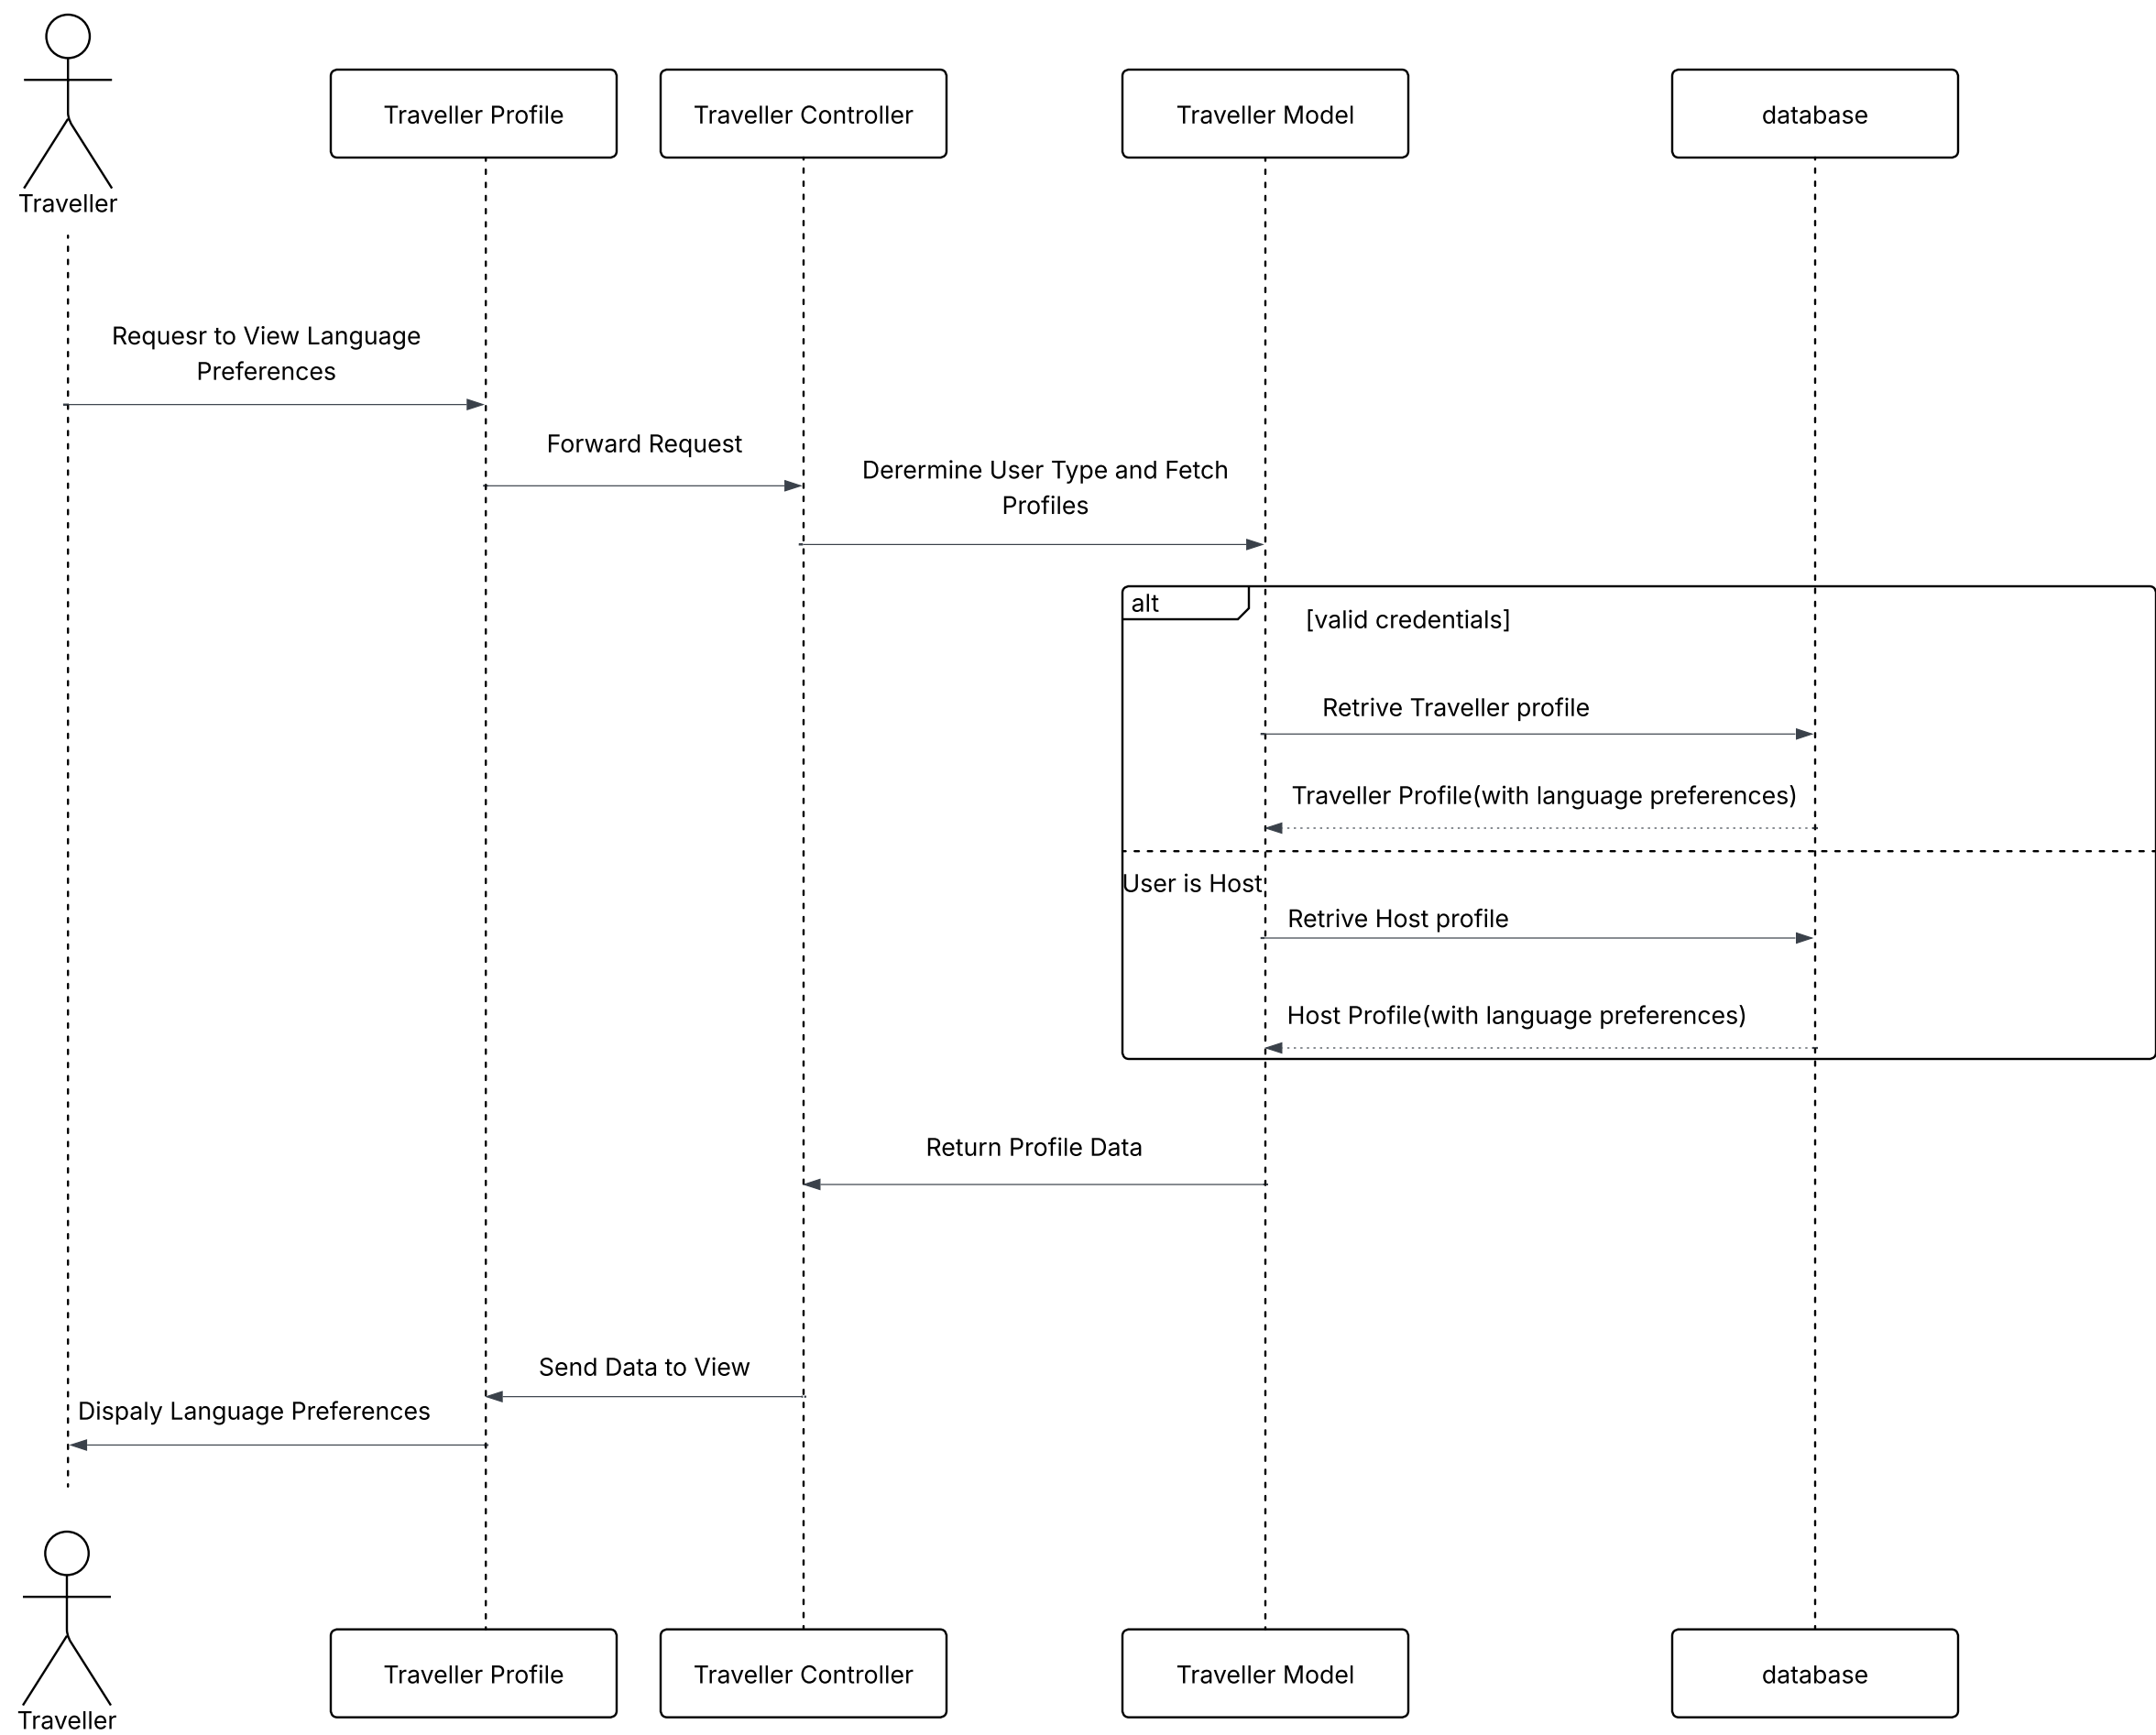 Traveller
Traveller Profile
Traveller Controller
Traveller Model
database
Requesr to View Language
Preferences
Forward Request
Derermine User Type and Fetch
Profiles
alt
[valid credentials]
Retrive Traveller profile
Traveller Profile(with language preferences)
User is Host
Retrive Host profile
Host Profile(with language preferences)
Return Profile Data
Send Data to View
Dispaly Language Preferences
Traveller
Traveller Profile
Traveller Controller
Traveller Model
database